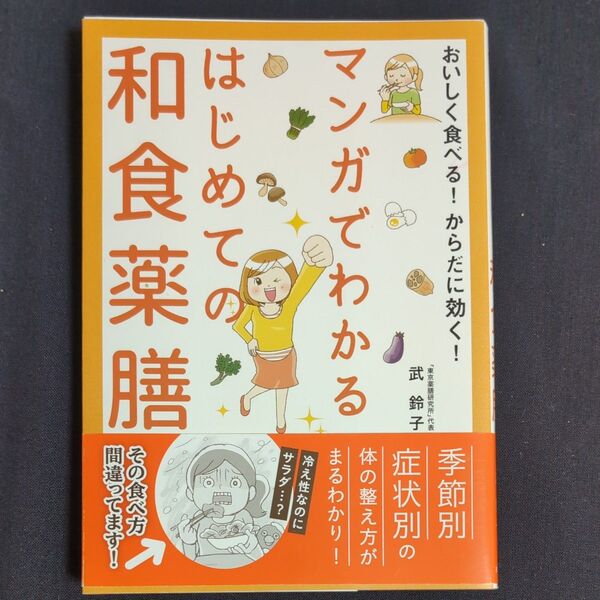 おいしく食べる！からだに効く！
マンガでわかる
はじめての
和食薬膳
「東京薬膳研究所」代表
武 鈴子
季節別
症状別の
体の整え方が
まるわかり！
冷え性なのに
サラダ…？
その食べ方
間違ってます！